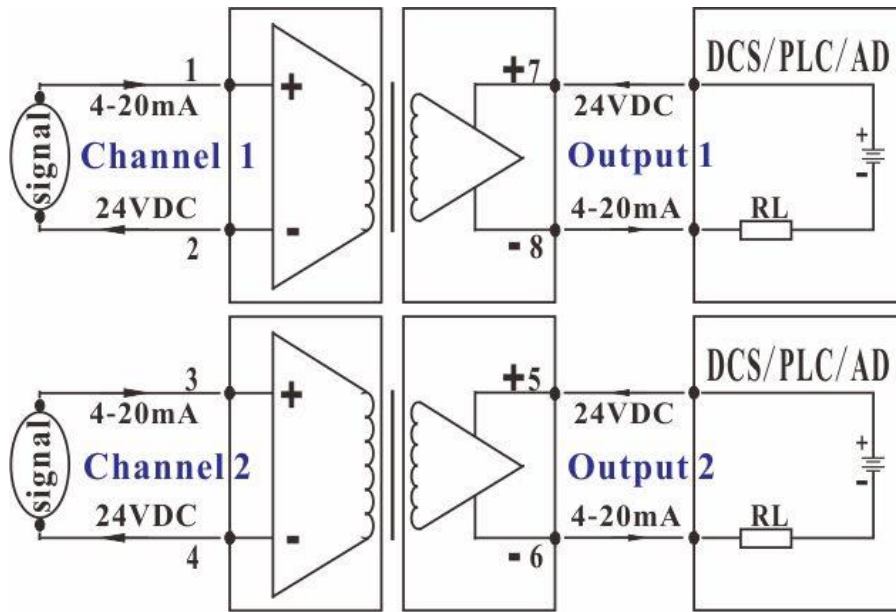 DCS/PLC/AD
1
+
+7
4-20mA
24VDC
signal
Channel 1
Output 1
+
-
24VDC
4-20mA
RL
2
-
-8
DCS/PLC/AD
3
+
+5
4-20mA
24VDC
signal
Channel 2
Output 2
+
-
24VDC
4-20mA
RL
4
-
-6